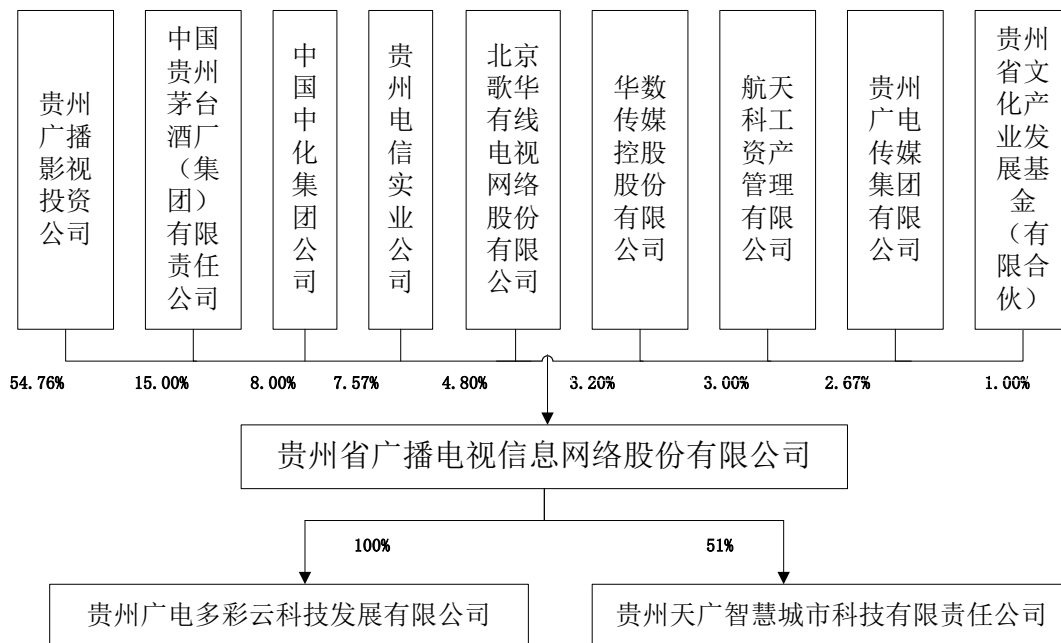 贵州
广播
影视
投资
公司
中国
贵州
茅台
酒厂
（集
团）
有限
责任
公司
中
国
中
化
集
团
公
司
贵
州
电
信
实
业
公
司
北京
歌华
有线
电视
网络
股份
有限
公司
华数
传媒
控股
股份
有限
公司
航天
科工
资产
管理
有限
公司
贵州
广电
传媒
集团
有限
公司
贵州
省文
化产
业发
展基
金
（有
限合
伙）
54.76%
15.00%
8.00%
7.57%
4.80%
3.20%
3.00%
2.67%
1.00%
贵州省广播电视信息网络股份有限公司
100%
51%
贵州广电多彩云科技发展有限公司
贵州天广智慧城市科技有限责任公司